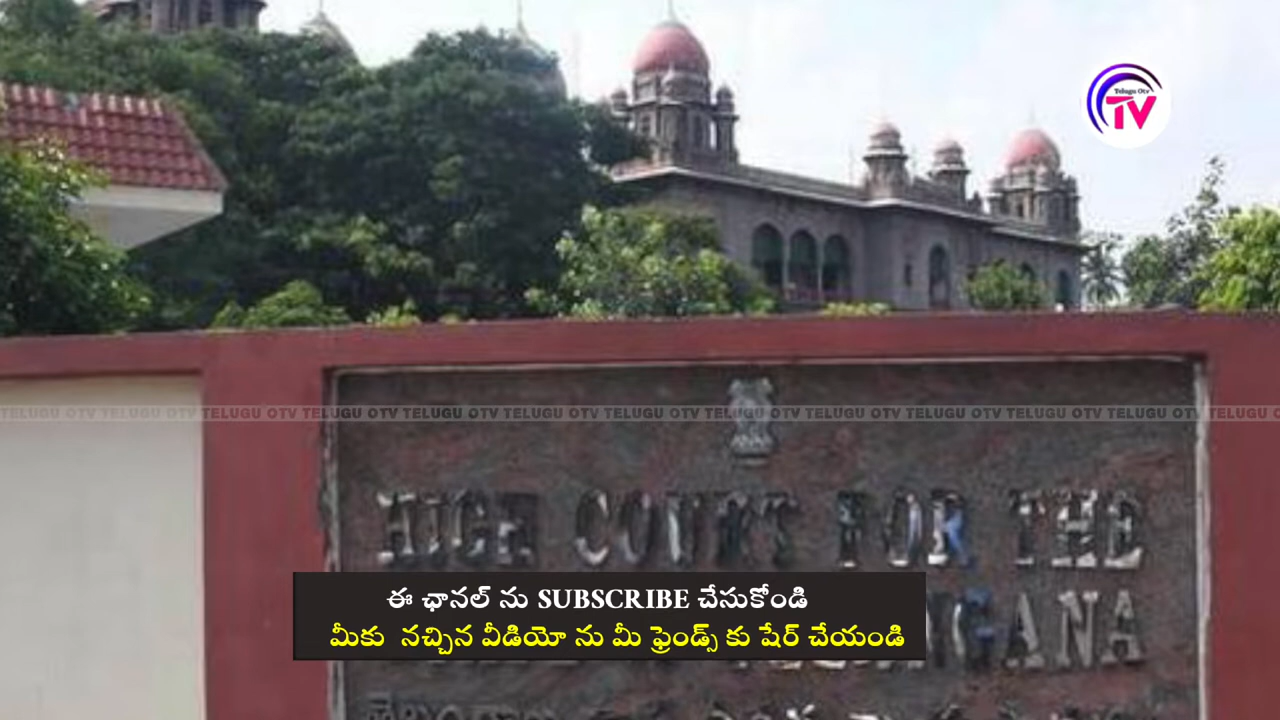 Telugu Otv
TV
TELUGU OTV TELUGU OTV TELUGU OTV TELUGU OTV TELUGU OTV TELUGU OTV TELUGU OTV TELUGU OTV TELUGU OTV TELUGU OTV TELUGU OTV TELUGU OTV TELUGU
HIGH COURT FOR THE
ఈ ఛానల్ ను SUBSCRIBE చేసుకోండి
మీకు నచ్చిన వీడియో ను మీ ఫ్రెండ్స్ కు షేర్ చేయండి